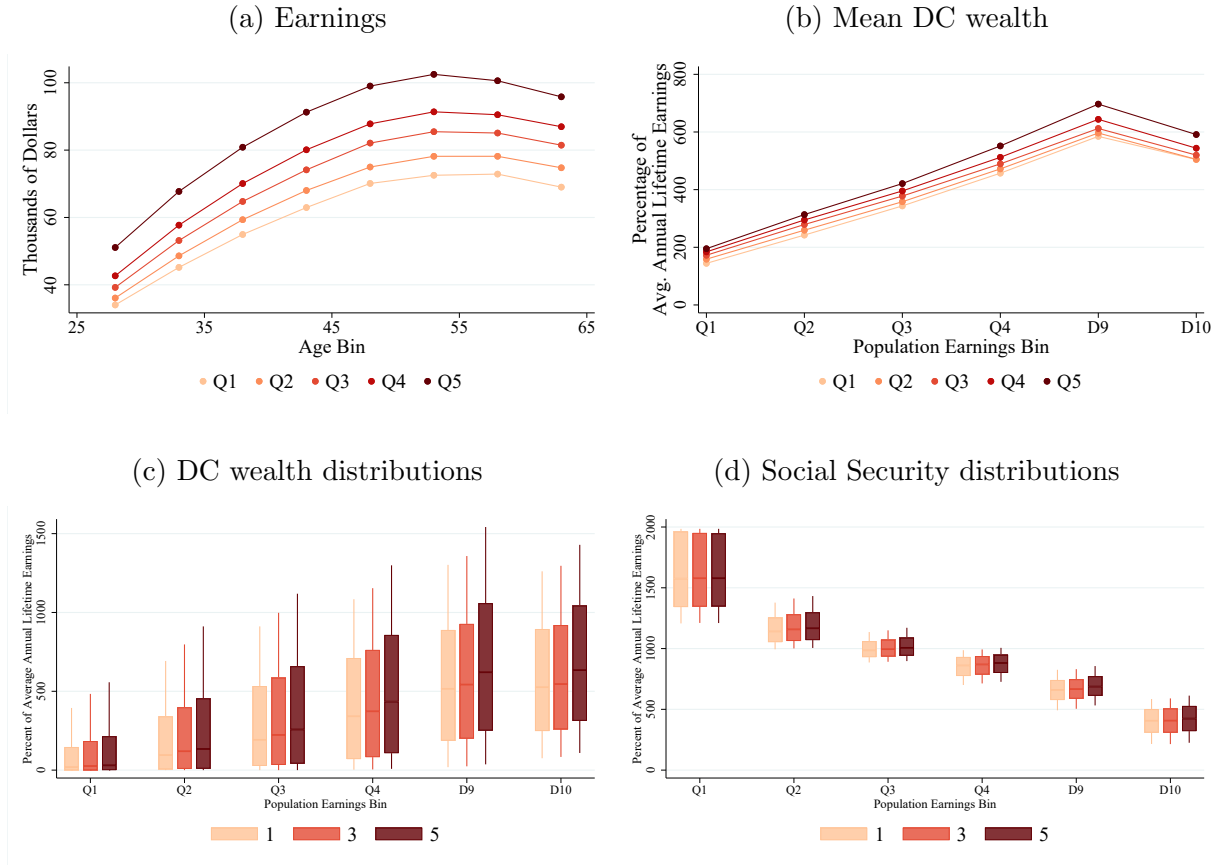 (a) Earnings
Thousands of Dollars
100
80
60
40
25 35 45 55 65
Age Bin
Q1 Q2 Q3 Q4 Q5
(b) Mean DC wealth
Percentage of
Avg. Annual Lifetime Earnings
800
600
400
200
0
Q1 Q2 Q3 Q4 D9 D10
Population Earnings Bin
Q1 Q2 Q3 Q4 Q5
(c) DC wealth distributions
Percent of Average Annual Lifetime Earnings
1500
1000
500
0
Q1 Q2 Q3 Q4 D9 D10
Population Earnings Bin
1 3 5
(d) Social Security distributions
Percent of Average Annual Lifetime Earnings
2000
1500
1000
500
0
Q1 Q2 Q3 Q4 D9 D10
Population Earnings Bin
1 3 5